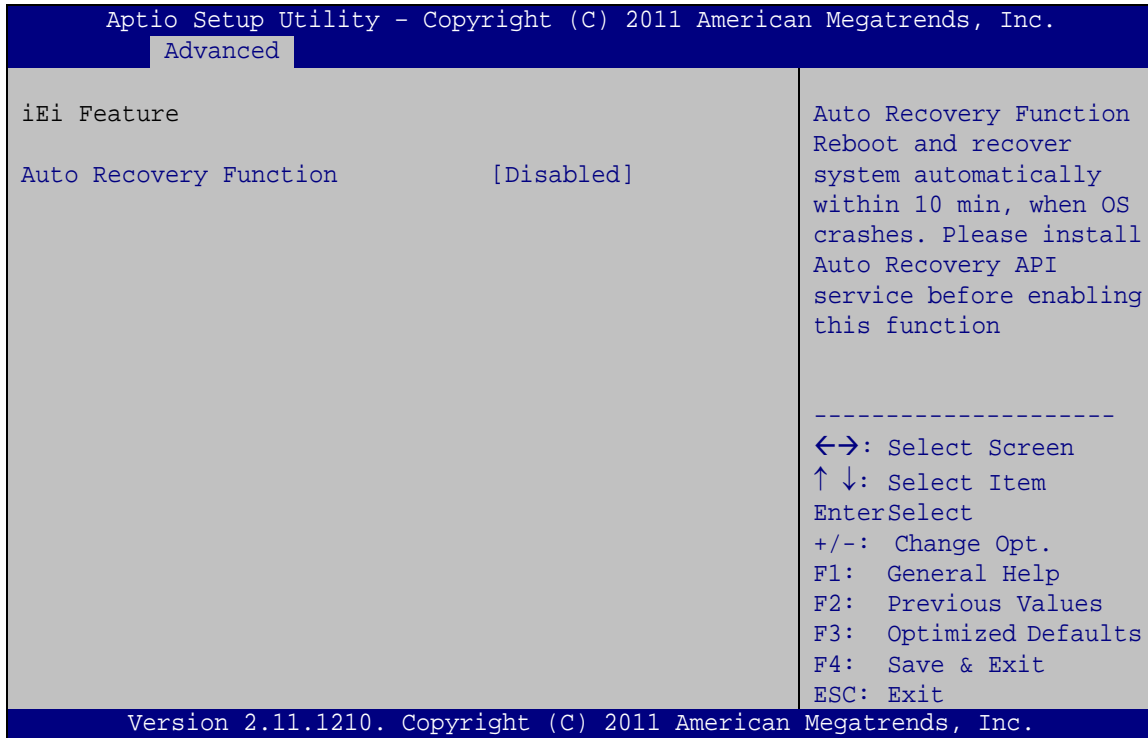 Aptio Setup Utility – Copyright (C) 2011 American Megatrends, Inc.
Advanced
iEi Feature
Auto Recovery Function [Disabled]
Auto Recovery Function
Reboot and recover
system automatically
within 10 min, when OS
crashes. Please install
Auto Recovery API
service before enabling
this function
---------------------
←→: Select Screen
↑ ↓: Select Item
EnterSelect
+/-: Change Opt.
F1: General Help
F2: Previous Values
F3: Optimized Defaults
F4: Save & Exit
ESC: Exit
Version 2.11.1210. Copyright (C) 2011 American Megatrends, Inc.